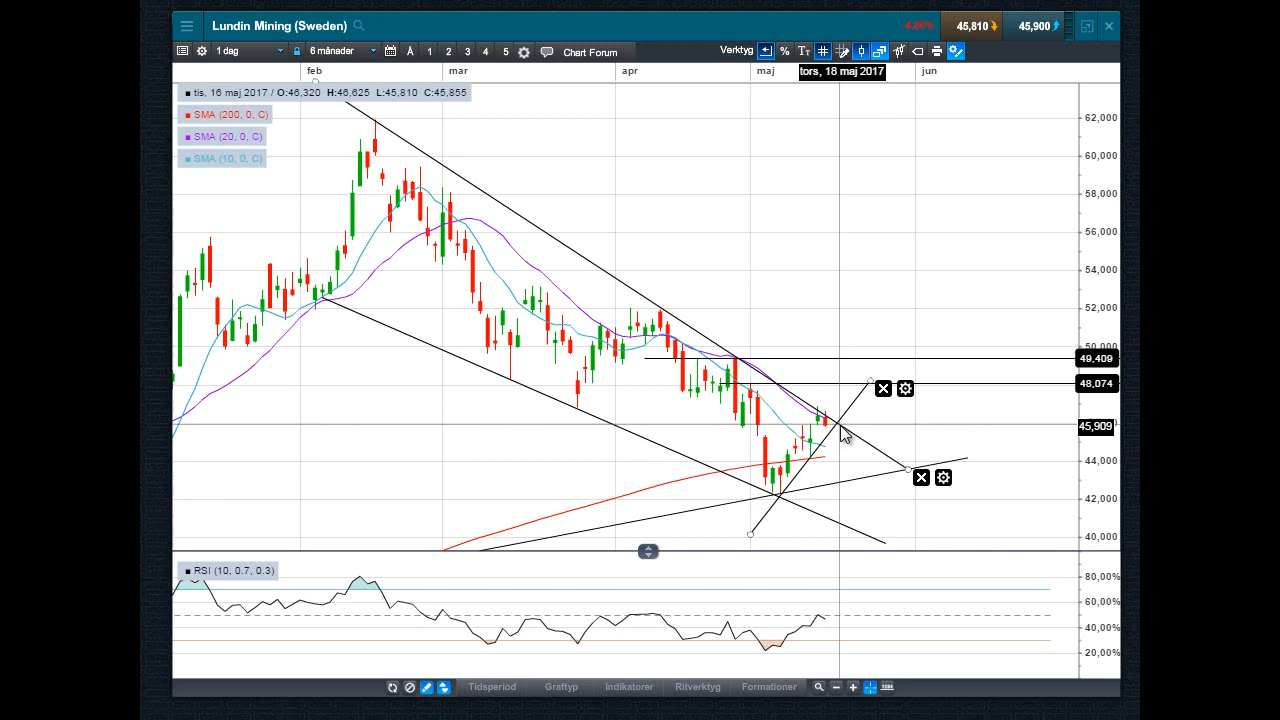 Lundin Mining (Sweden)
-4,86%
45,810
45,900
1 deg
A 1 2 3 4 5
Chart Forum
Verktyg
%
feb
mar
apr
maj
tors, 18 maj 2017
jun
tis, 16 maj 2017 / O:46,320 H:46,625 L:45,810 C:45,855
SMA (200, 0, C)
SMA (20, 0, C)
SMA (10, 0, C)
62,000
60,000
58,000
56,000
54,000
52,000
50,000
49,409
48,074
45,909
44,000
42,000
40,000
RSI (10, 0.7, 0.3)
80,00%
60,00%
40,00%
20,00%
Tidsperiod
Graftyp
Indikatorer
Ritverktyg
Formationer